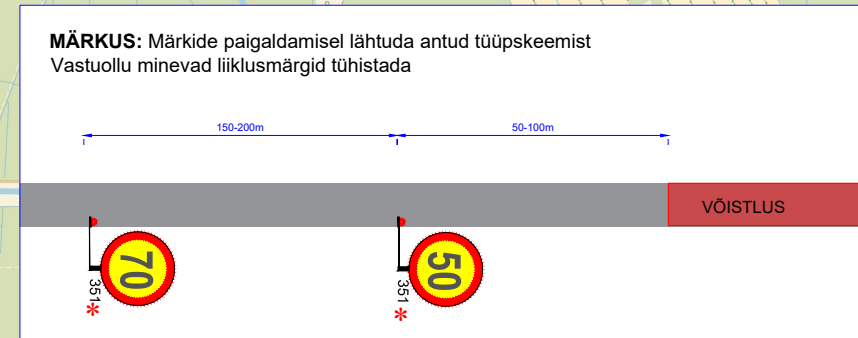 MÄRKUS: Märkide paigaldamisel lähtuda antud tüüpskeemist
Vastuollu minevad liiklusmärgid tühistada
150-200m
50-100m
VÕISTLUS
70
351*
50
351*